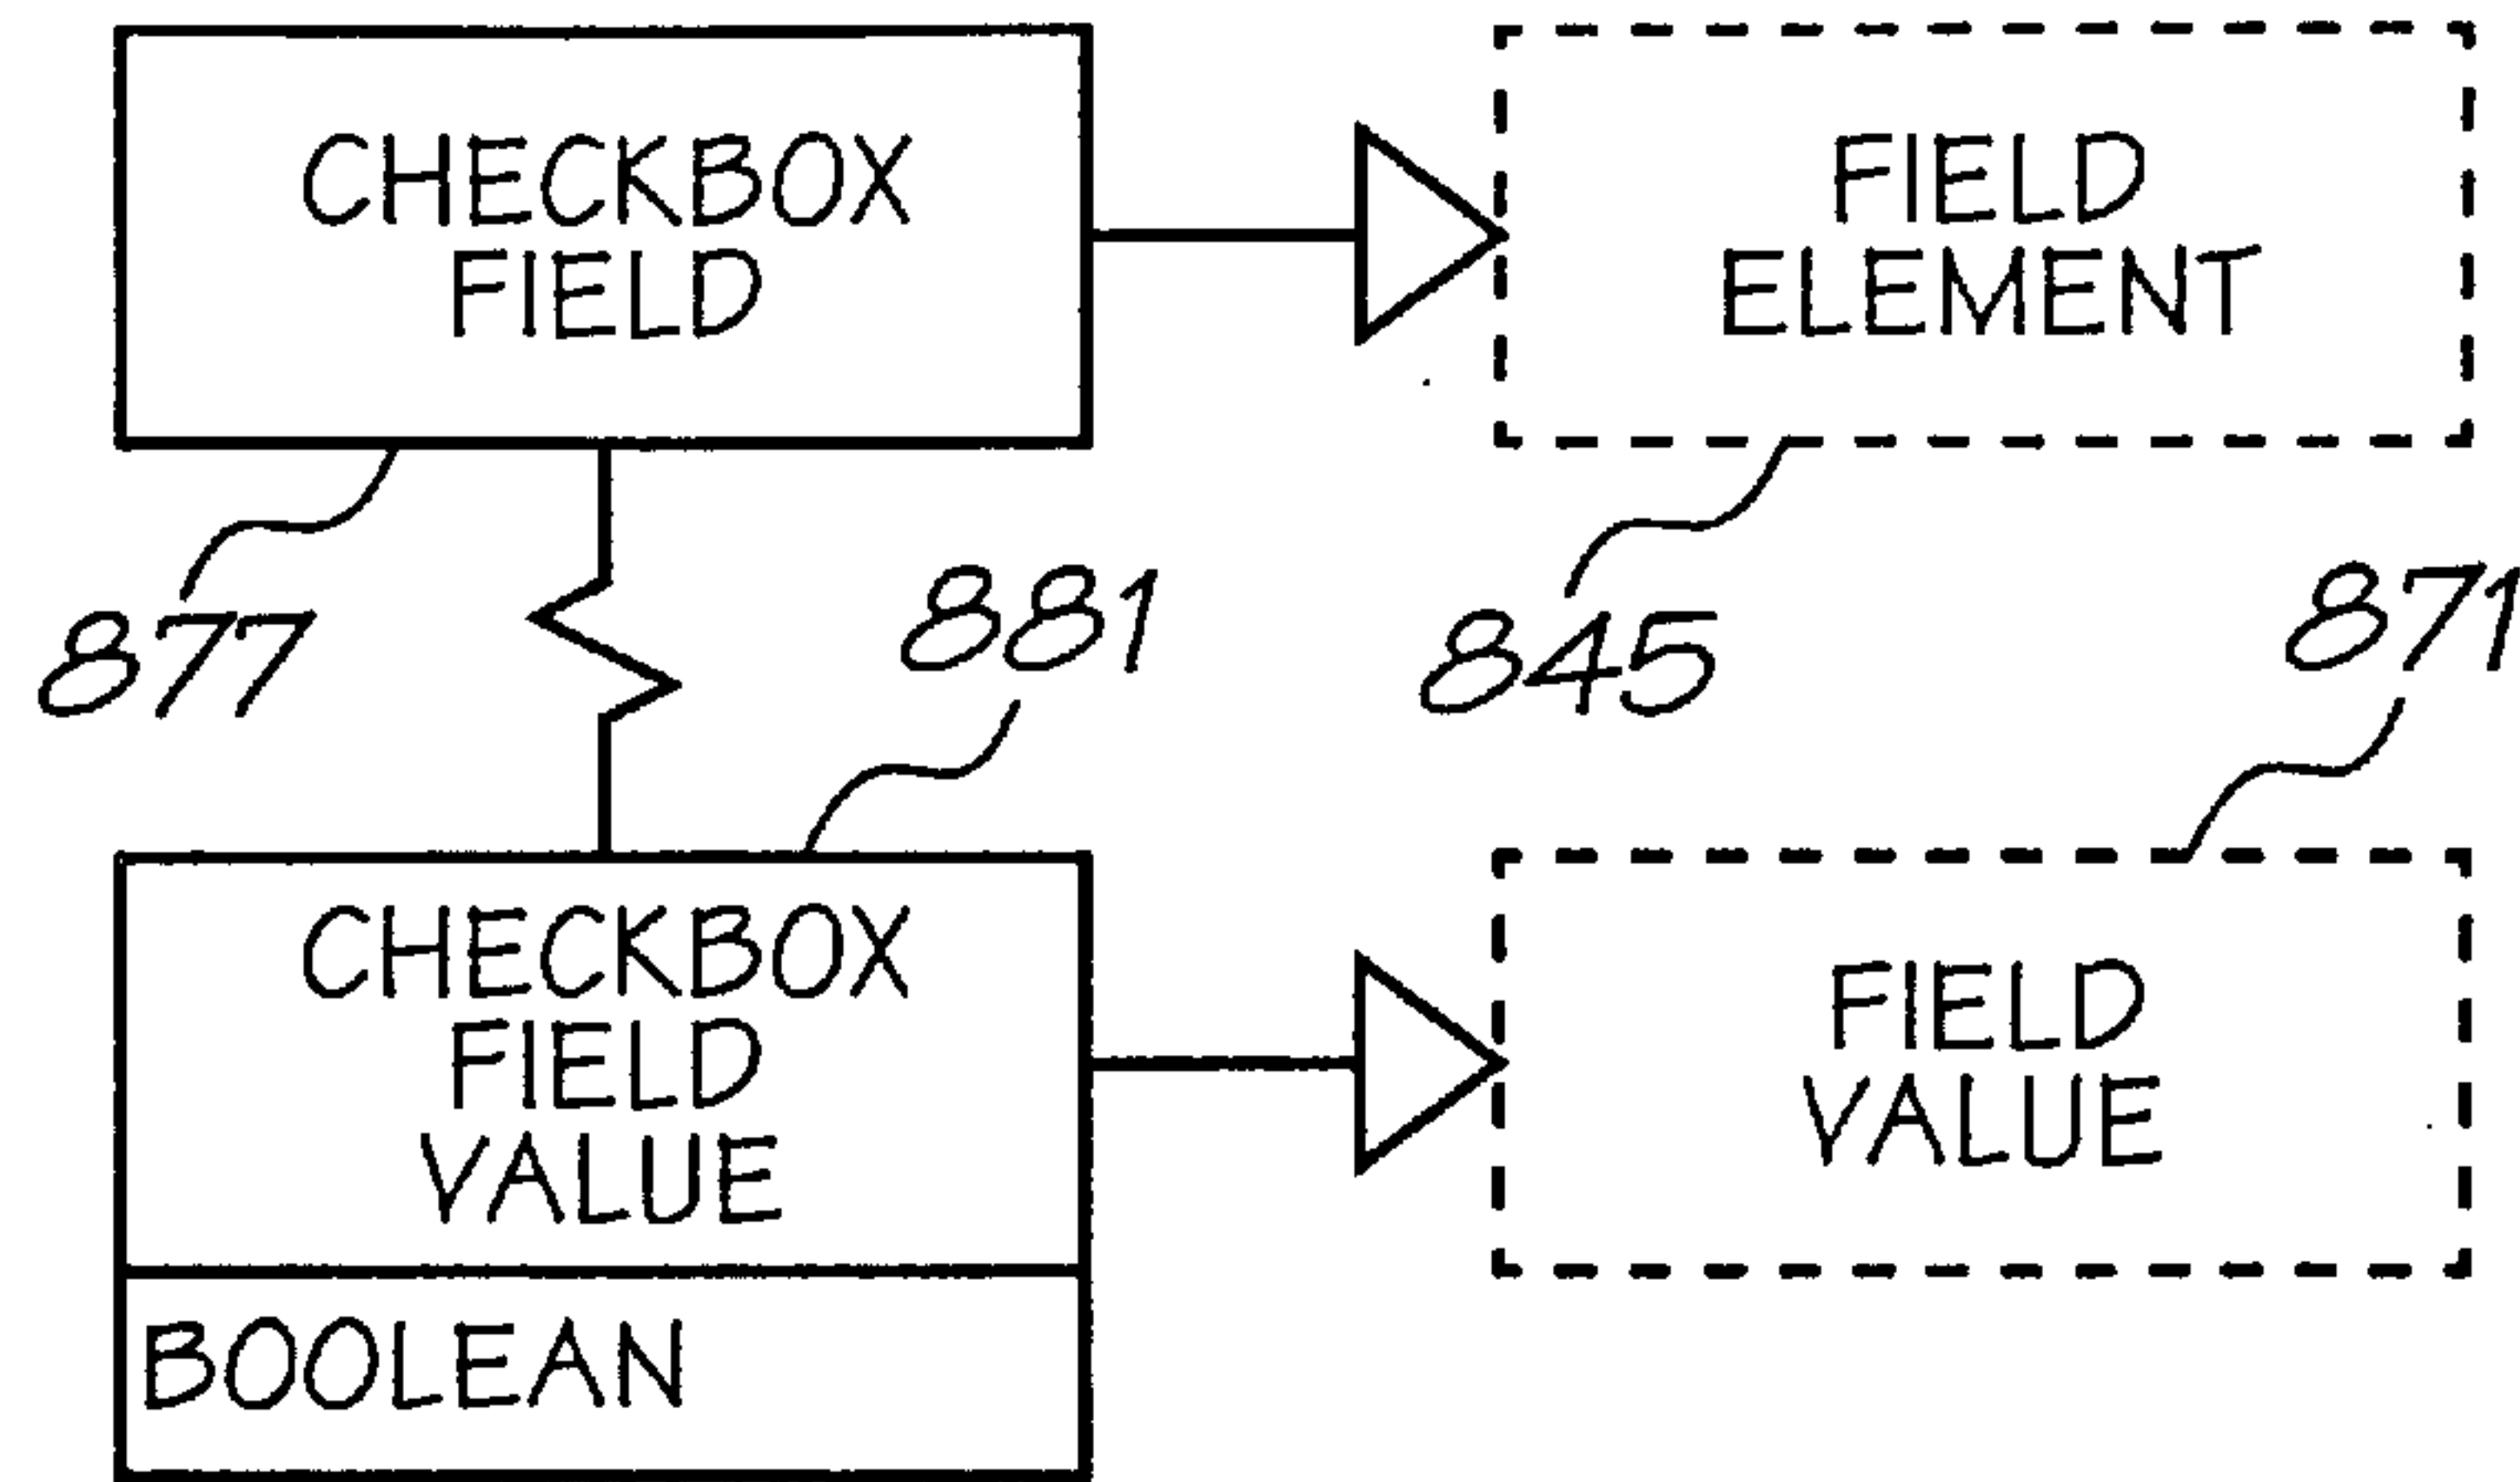 CHECKBOX
FIELD
FIELD
ELEMENT
877
881
845
871
CHECKBOX
FIELD
VALUE
FIELD
VALUE
BOOLEAN